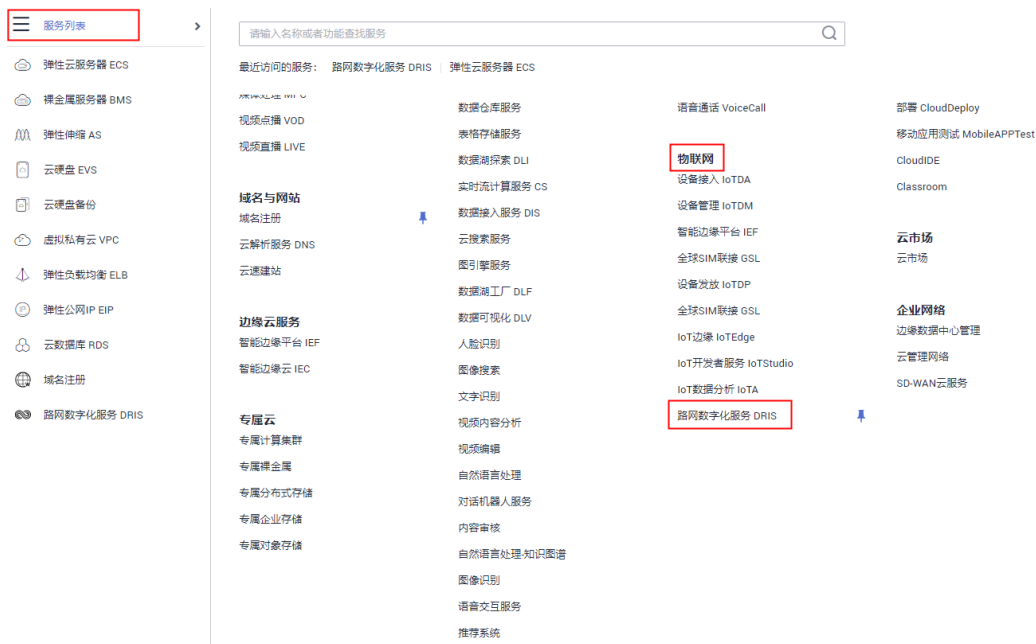 服务列表
弹性云服务器 ECS
裸金属服务器 BMS
弹性伸缩 AS
云硬盘 EVS
云硬盘备份
虚拟私有云 VPC
弹性负载均衡 ELB
弹性公网IP EIP
云数据库 RDS
域名注册
路网数字化服务 DRIS
请输入名称或者功能查找服务
最近访问的服务： 路网数字化服务 DRIS 弹性云服务器 ECS
视频点播 VOD
视频直播 LIVE
域名与网站
域名注册
云解析服务 DNS
云速建站
边缘云服务
智能边缘平台 IEF
智能边缘云 IEC
专属云
专属计算集群
专属裸金属
专属分布式存储
专属企业存储
专属对象存储
数据仓库服务
表格存储服务
数据湖探索 DLI
实时流计算服务 CS
数据接入服务 DIS
云搜索服务
图引擎服务
数据湖工厂 DLF
数据可视化 DLV
人脸识别
图像搜索
文字识别
视频内容分析
视频编辑
自然语言处理
对话机器人服务
内容审核
自然语言处理-知识图谱
图像识别
语音交互服务
推荐系统
语音通话 VoiceCall
物联网
设备接入 IoTDA
设备管理 IoTDM
智能边缘平台 IEF
全球SIM联接 GSL
设备发放 IoTDP
全球SIM联接 GSL
IoT边缘 IoTEdge
IoT开发者服务 IoTStudio
IoT数据分析 IoTA
路网数字化服务 DRIS
部署 CloudDeploy
移动应用测试 MobileAPPTest
CloudIDE
Classroom
云市场
云市场
企业网络
边缘数据中心管理
云管理网络
SD-WAN云服务